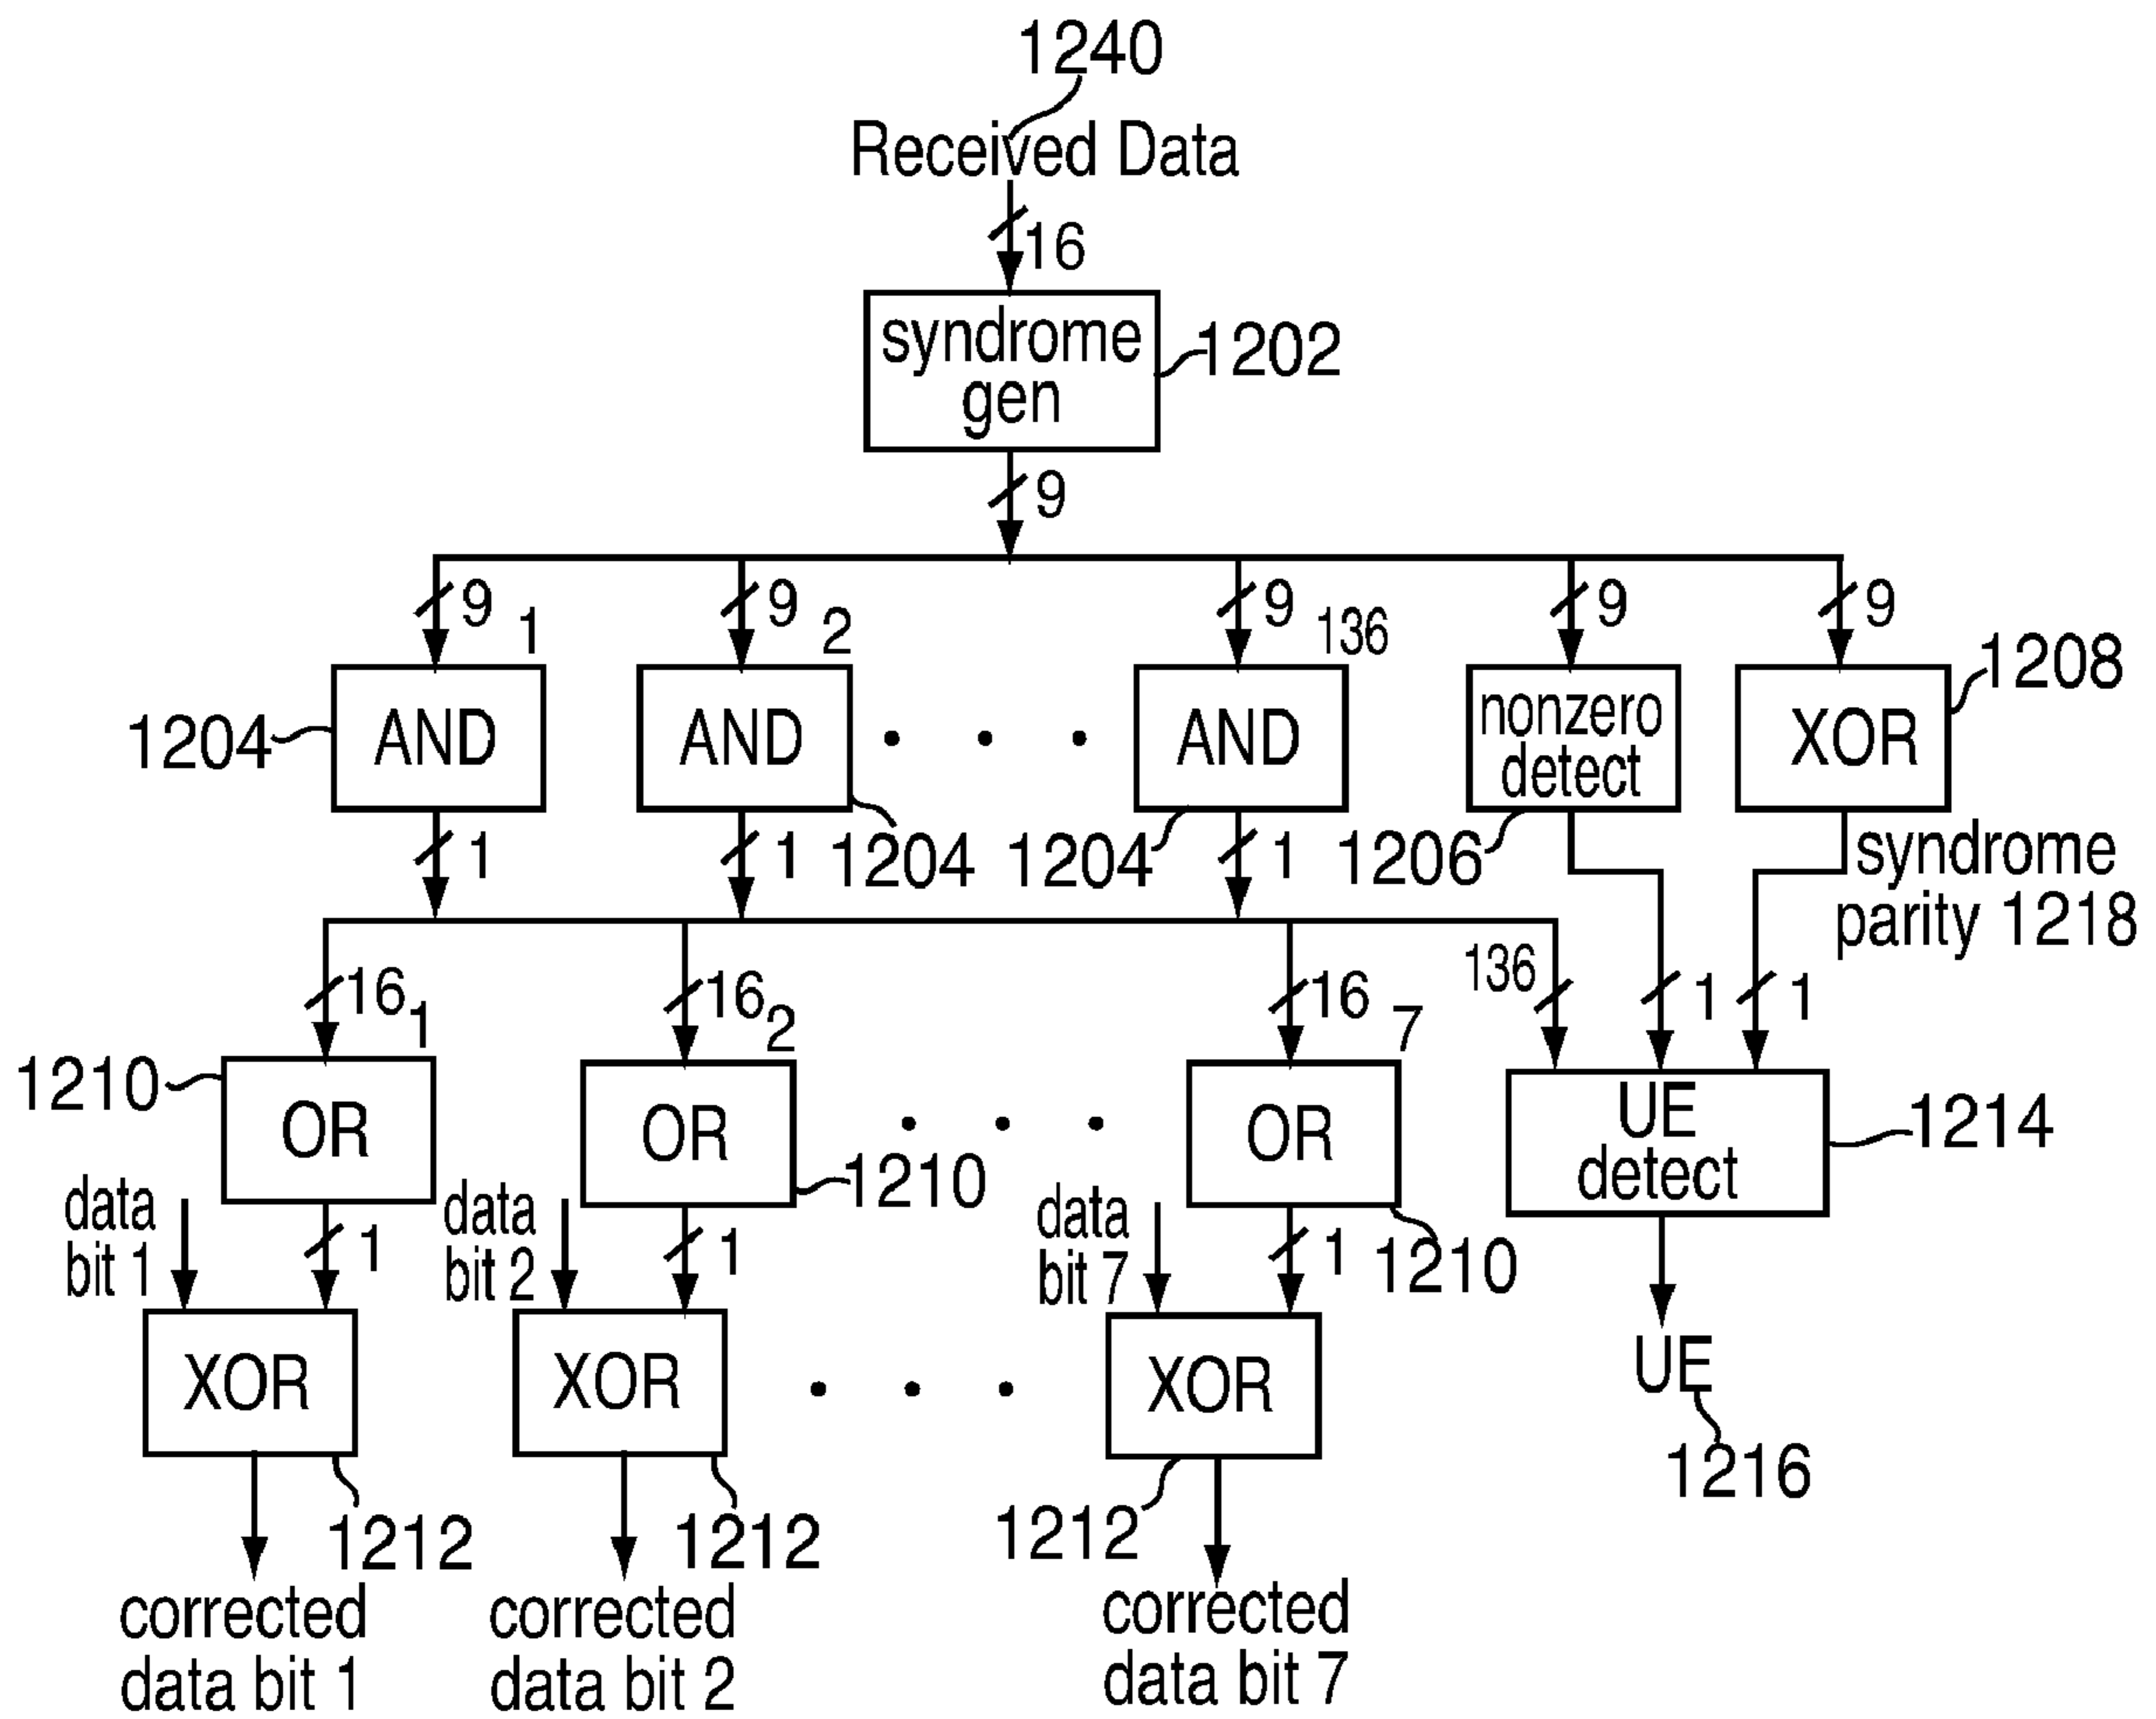 1240
Received Data
16
syndrome
gen
1202
9
9 1
9 2
9 136
9
9
1208
AND
AND
AND
nonzero
detect
XOR
1204
1
1
1204
1204
1
1206
syndrome
parity 1218
16 1
16 2
16 7
136
1
1
1210
OR
OR
OR
UE
detect
1214
1210
1210
data
bit 1
1
data
bit 2
1
data
bit 7
1
XOR
XOR
XOR
UE
1216
1212
1212
1212
corrected
data bit 1
corrected
data bit 2
corrected
data bit 7